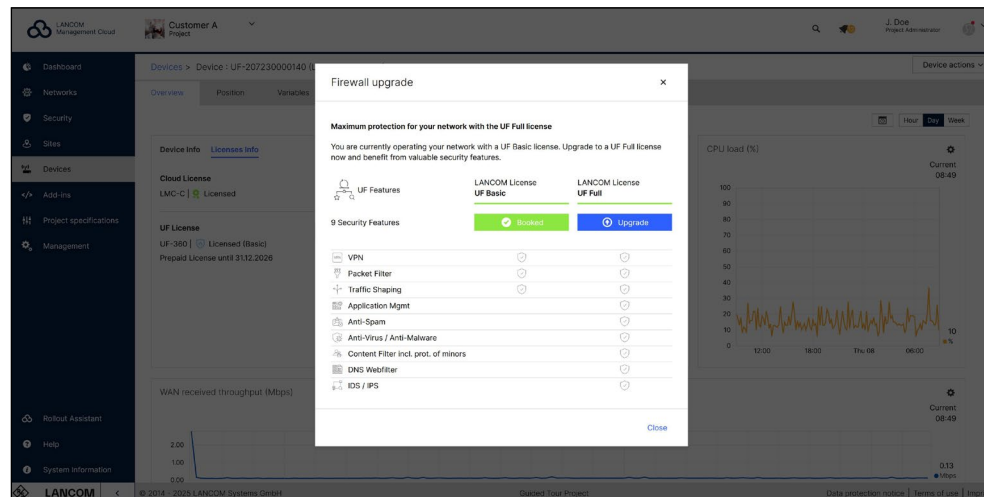 LANCOM
Management Cloud
Customer A
Project
J. Doe
Project Administrator
Dashboard
Networks
Security
Sites
Devices
Add-ins
Project specifications
Management
Rollout Assistant
Help
System information
LANCOM <
Devices > Device : UF-207230000140
Device actions
Overview Position Variables
Hour Day Week
Device Info Licenses Info
Cloud License
LMC-C | Licensed
UF License
UF-360 | Licensed (Basic)
Prepaid License until 31.12.2026
Firewall upgrade
Maximum protection for your network with the UF Full license
You are currently operating your network with a UF Basic license. Upgrade to a UF Full license
now and benefit from valuable security features.
UF Features
LANCOM License
UF Basic
LANCOM License
UF Full
9 Security Features Booked Upgrade
VPN
Packet Filter
Traffic Shaping
Application Mgmt
Anti-Spam
Anti-Virus / Anti-Malware
Content Filter incl. prot. of minors
DNS Webfilter
IDS / IPS
Close
CPU load (%)
Current
08:49
100
90
80
70
60
50
40
30
20
10
0
10
%
12:00 18:00 Thu 08 06:00
WAN received throughput (Mbps)
Current
08:49
2.00
1.00
0.00
0.13
Mbps
© 2014 - 2025 LANCOM Systems GmbH
Guided Tour Project
Data protection notice | Terms of use |